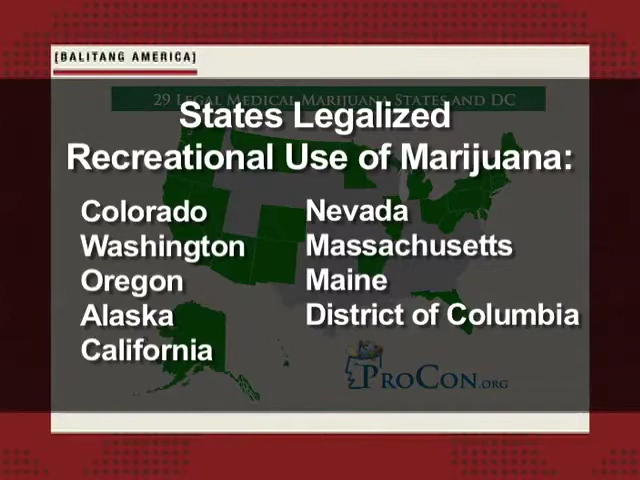 [BALITANG AMERICA]
29 LEGAL MEDICAL MARIJUANA STATES AND DC
States Legalized
Recreational Use of Marijuana:
Colorado
Washington
Oregon
Alaska
California
Nevada
Massachusetts
Maine
District of Columbia
PROCON.ORG